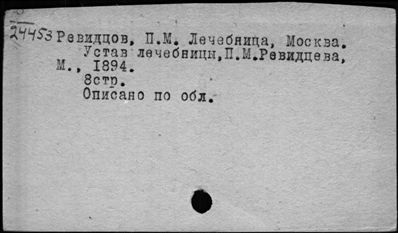 24453 Ревидцов, П.М. Лечебница, Москва.
Устав лечебницы, П.М.Ревидцева,
М., 1894.
8стр.
Описано по обл.